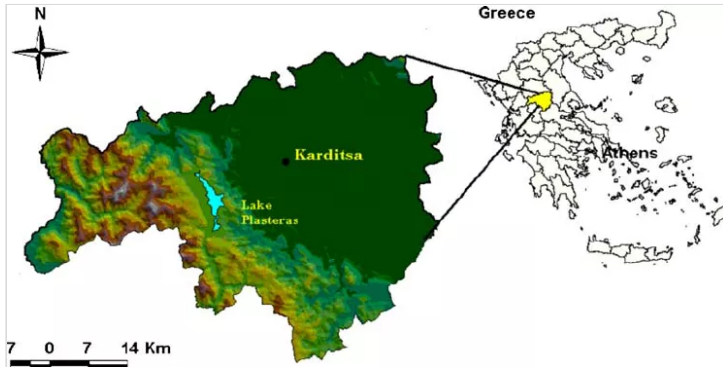 N
Greece
Karditsa
Athens
Lake
Plasteras
7 0 7 14 Km